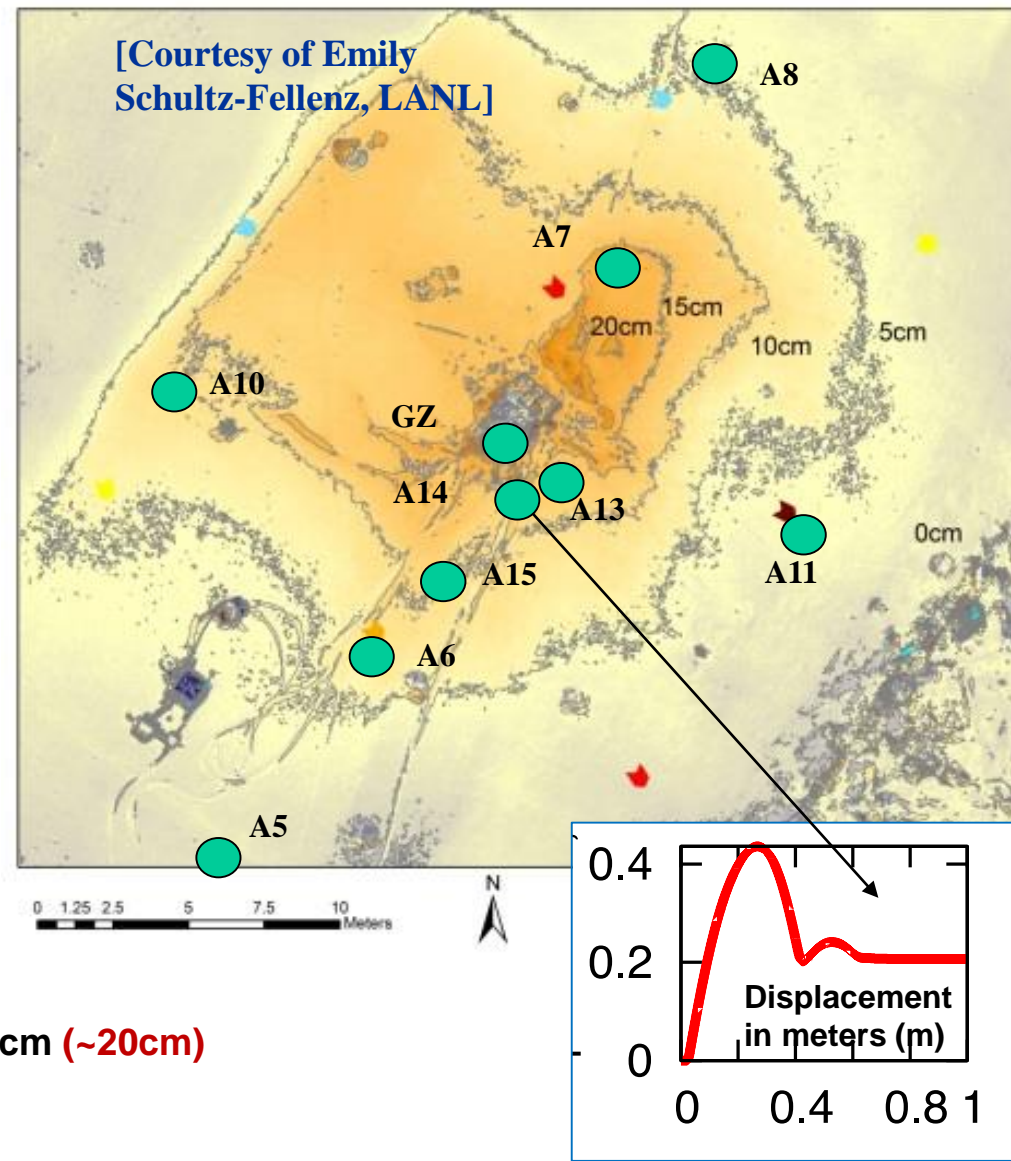 [Courtesy of Emily
Schultz-Fellenz, LANL]
A8
A7
20cm
15cm
10cm
5cm
A10
GZ
A14
A13
0cm
A11
A15
A6
A5
0 1.25 2.5 5 7.5 10
Meters
N
0.4
0.2
0
Displacement
in meters (m)
0 0.4 0.8 1
cm (~20cm)